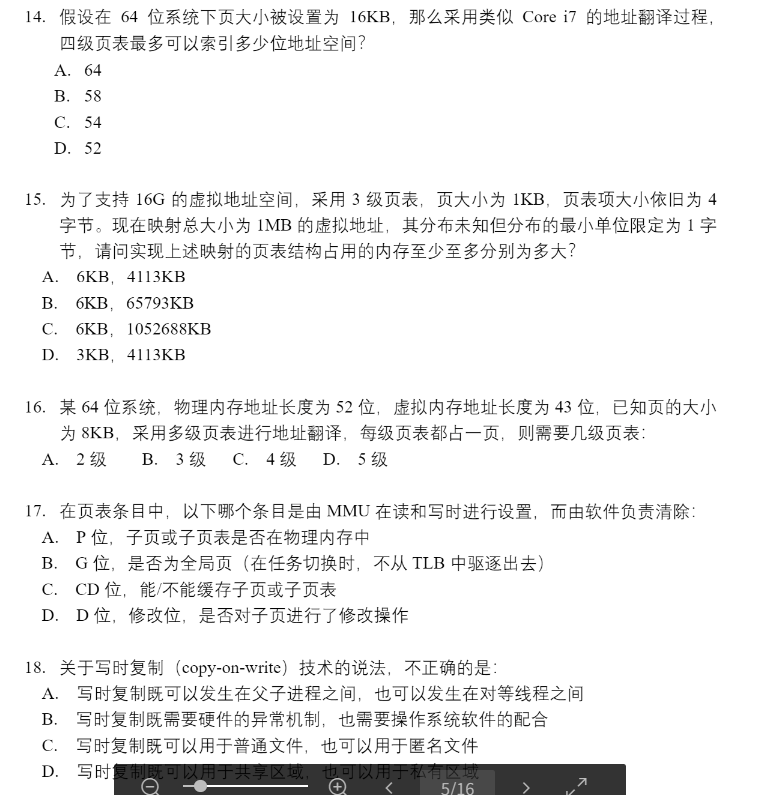 14. 假设在 64 位系统下页大小被设置为 16KB，那么采用类似 Core i7 的地址翻译过程，
四级页表最多可以索引多少位地址空间？
A. 64
B. 58
C. 54
D. 52
15. 为了支持 16G 的虚拟地址空间，采用 3 级页表，页大小为 1KB，页表项大小依旧为 4
字节。现在映射总大小为 1MB 的虚拟地址，其分布未知但分布的最小单位限定为 1 字
节，请问实现上述映射的页表结构占用的内存至少至多分别为多大？
A. 6KB，4113KB
B. 6KB，65793KB
C. 6KB，1052688KB
D. 3KB，4113KB
16. 某 64 位系统，物理内存地址长度为 52 位，虚拟内存地址长度为 43 位，已知页的大小
为 8KB，采用多级页表进行地址翻译，每级页表都占一页，则需要几级页表：
A. 2 级 B. 3 级 C. 4 级 D. 5 级
17. 在页表条目中，以下哪个条目是由 MMU 在读和写时进行设置，而由软件负责清除：
A. P 位，子页或子页表是否在物理内存中
B. G 位，是否为全局页（在任务切换时，不从 TLB 中驱逐出去）
C. CD 位，能/不能缓存子页或子页表
D. D 位，修改位，是否对子页进行了修改操作
18. 关于写时复制（copy-on-write）技术的说法，不正确的是：
A. 写时复制既可以发生在父子进程之间，也可以发生在对等线程之间
B. 写时复制既需要硬件的异常机制，也需要操作系统软件的配合
C. 写时复制既可以用于普通文件，也可以用于匿名文件
D. 写时复制既可以用于共享区域，也可以用于私有区域
5/16